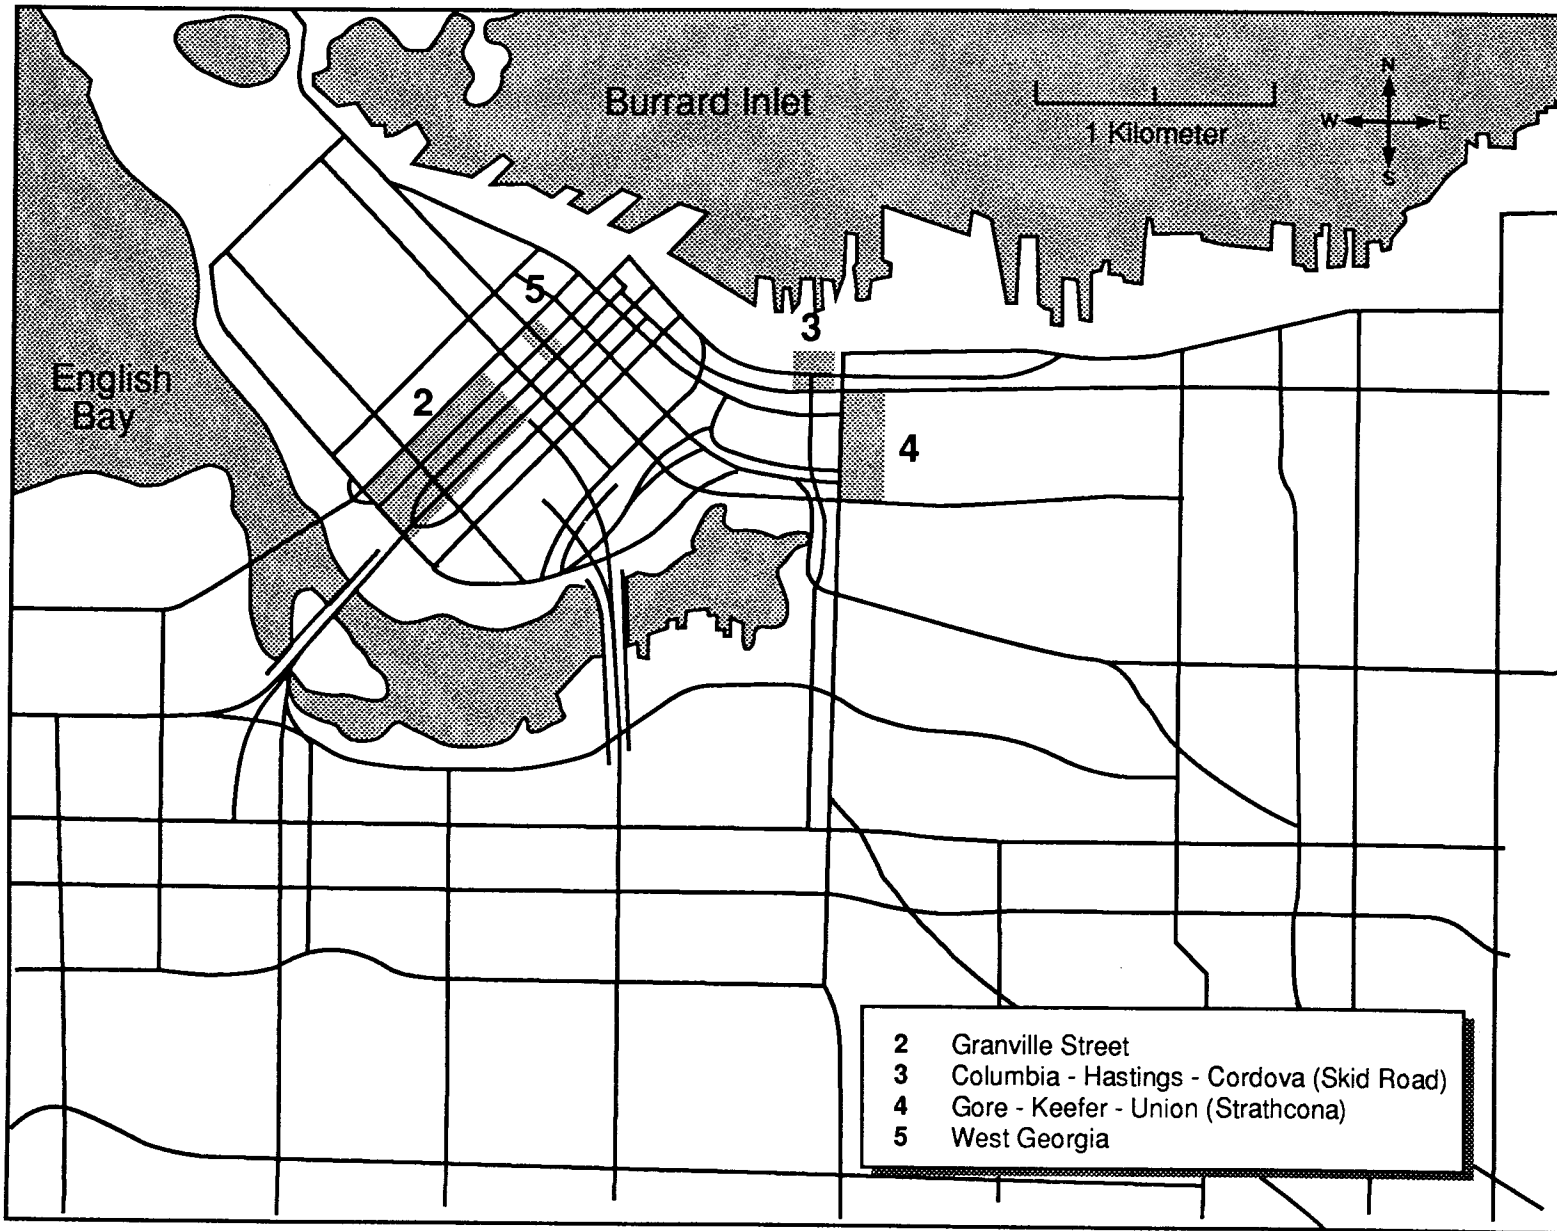 Burrard Inlet
1 Kilometer
N
W E
S
5
3
English
Bay
2
4
2 Granville Street
3 Columbia - Hastings - Cordova (Skid Road)
4 Gore - Keefer - Union (Strathcona)
5 West Georgia